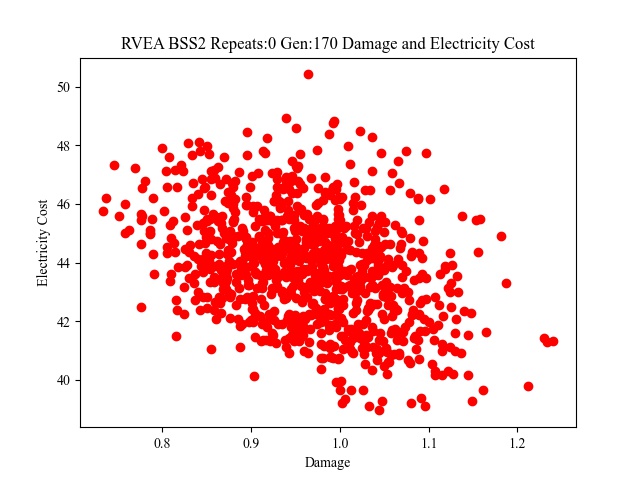 RVEA BSS2 Repeats:0 Gen:170 Damage and Electricity Cost
50
48
46
44
42
40
Electricity Cost
0.8 0.9 1.0 1.1 1.2
Damage